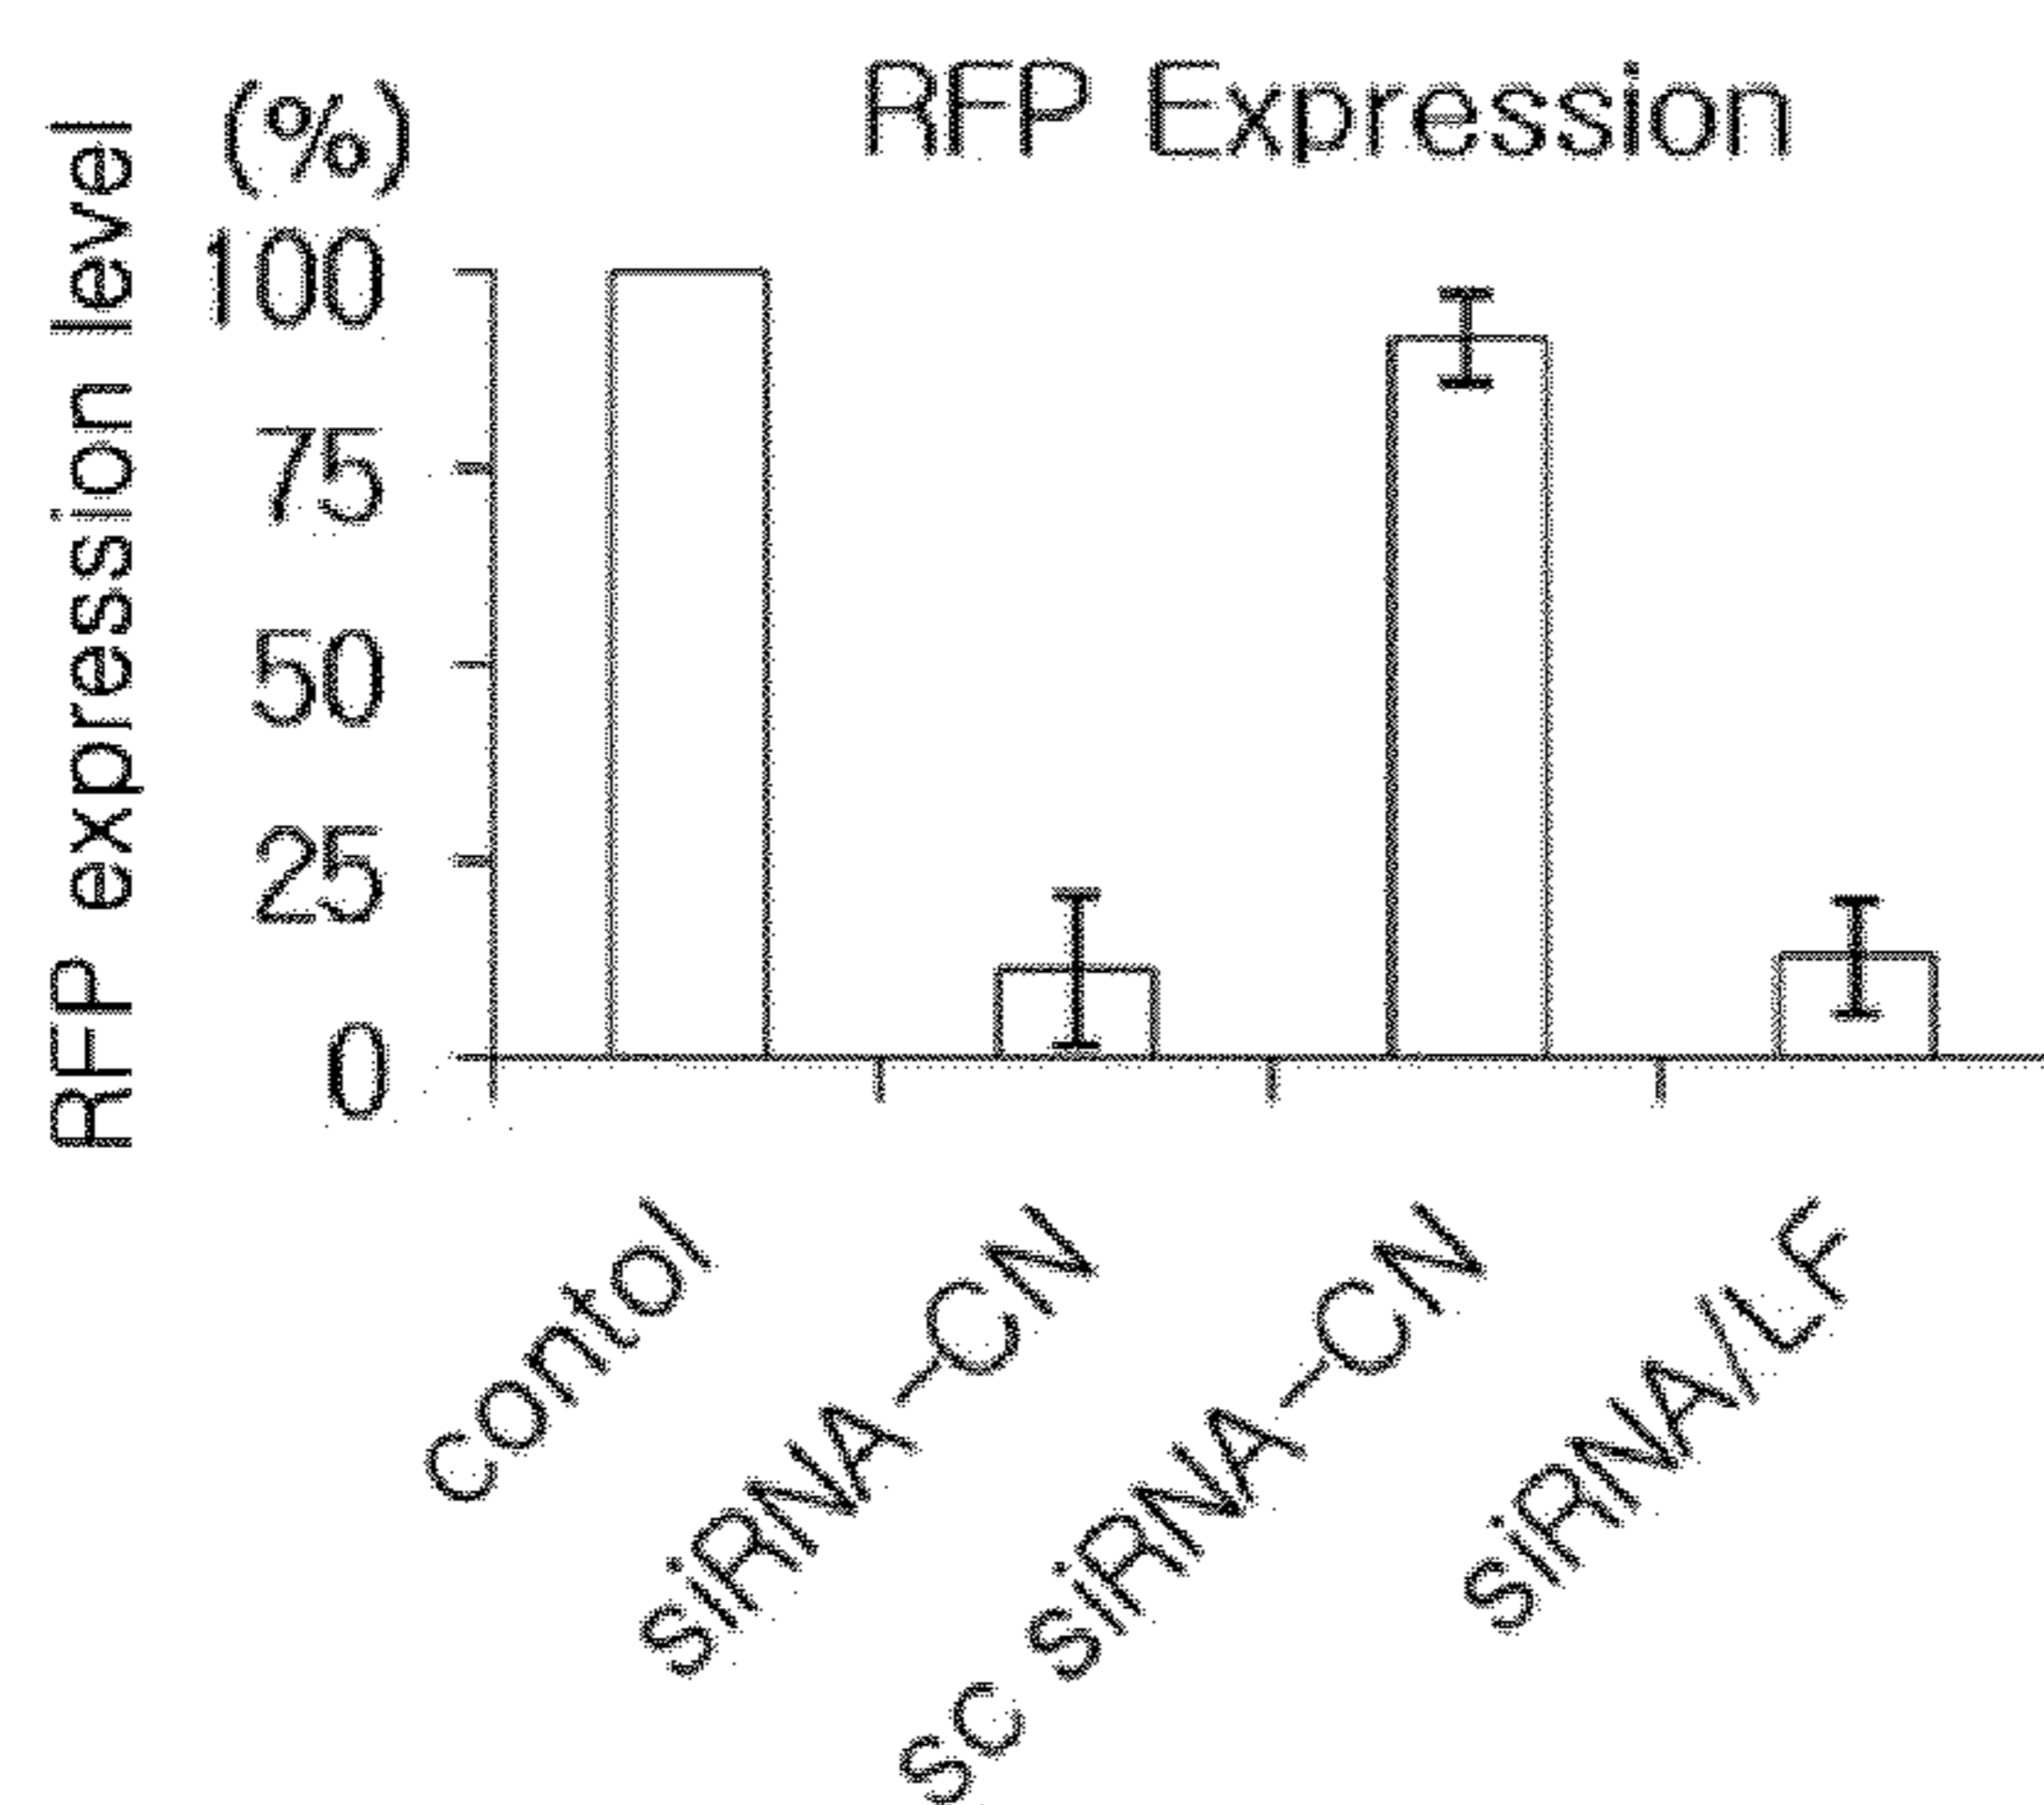 RFP Expression
(%)
RFP expression level
100
75
50
25
0
contol
siRNA-CN
sc siRNA-CN
siRNA/LF